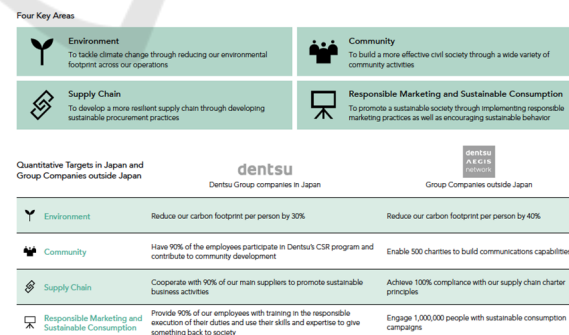 Four Key Areas
Environment
To tackle climate change through reducing our environmental
footprint across our operations
Community
To build a more effective civil society through a wide variety of
community activities
Supply Chain
To develop a more resilient supply chain through developing
sustainable procurement practices
Responsible Marketing and Sustainable Consumption
To promote a sustainable society through implementing responsible
marketing practices as well as encouraging sustainable behavior
Quantitative Targets in Japan and
Group Companies outside Japan
dentsu
Dentsu Group companies in Japan
dentsu
AEGIS
network
Group Companies outside Japan
Environment
Reduce our carbon footprint per person by 30%
Reduce our carbon footprint per person by 40%
Community
Have 90% of the employees participate in Dentsu's CSR program and
contribute to community development
Enable 500 charities to build communications capabilities
Supply Chain
Cooperate with 90% of our main suppliers to promote sustainable
business activities
Achieve 100% compliance with our supply chain charter
principles
Responsible Marketing and
Sustainable Consumption
Provide 90% of our employees with training in the responsible
execution of their duties and use their skills and expertise to give
something back to society
Engage 1,000,000 people with sustainable consumption
campaigns